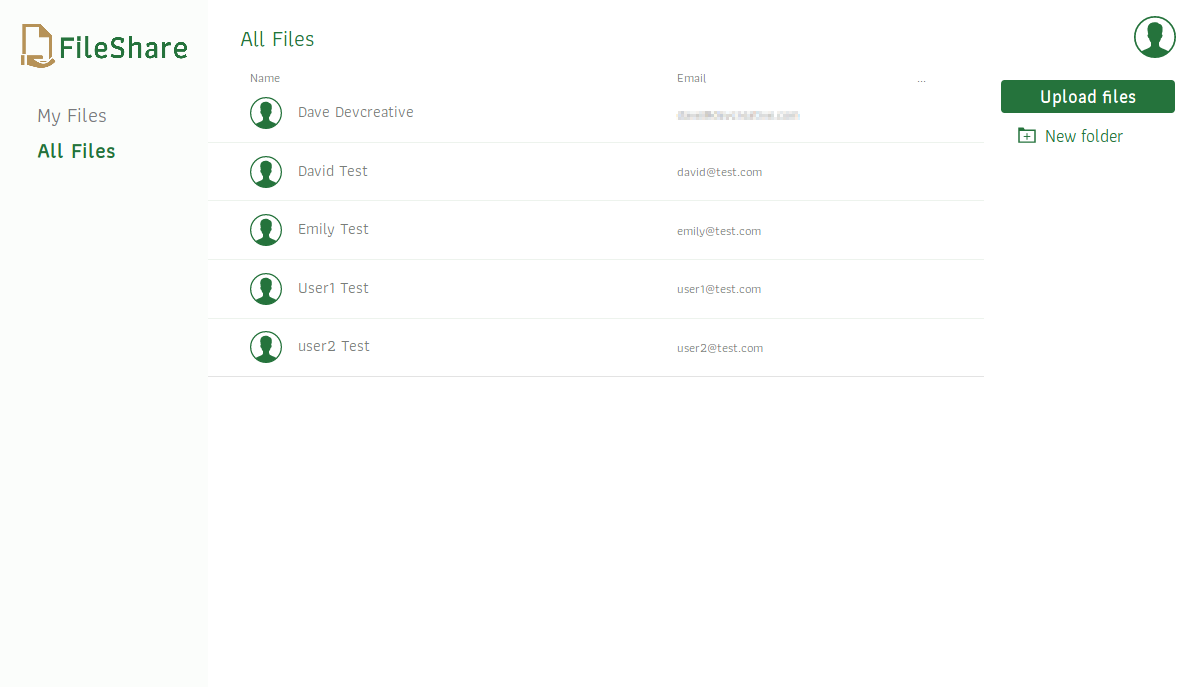 FileShare
My Files
All Files
All Files
Name Email ...
Dave Devcreative
David Test david@test.com
Emily Test emily@test.com
User1 Test user1@test.com
user2 Test user2@test.com
Upload files
New folder